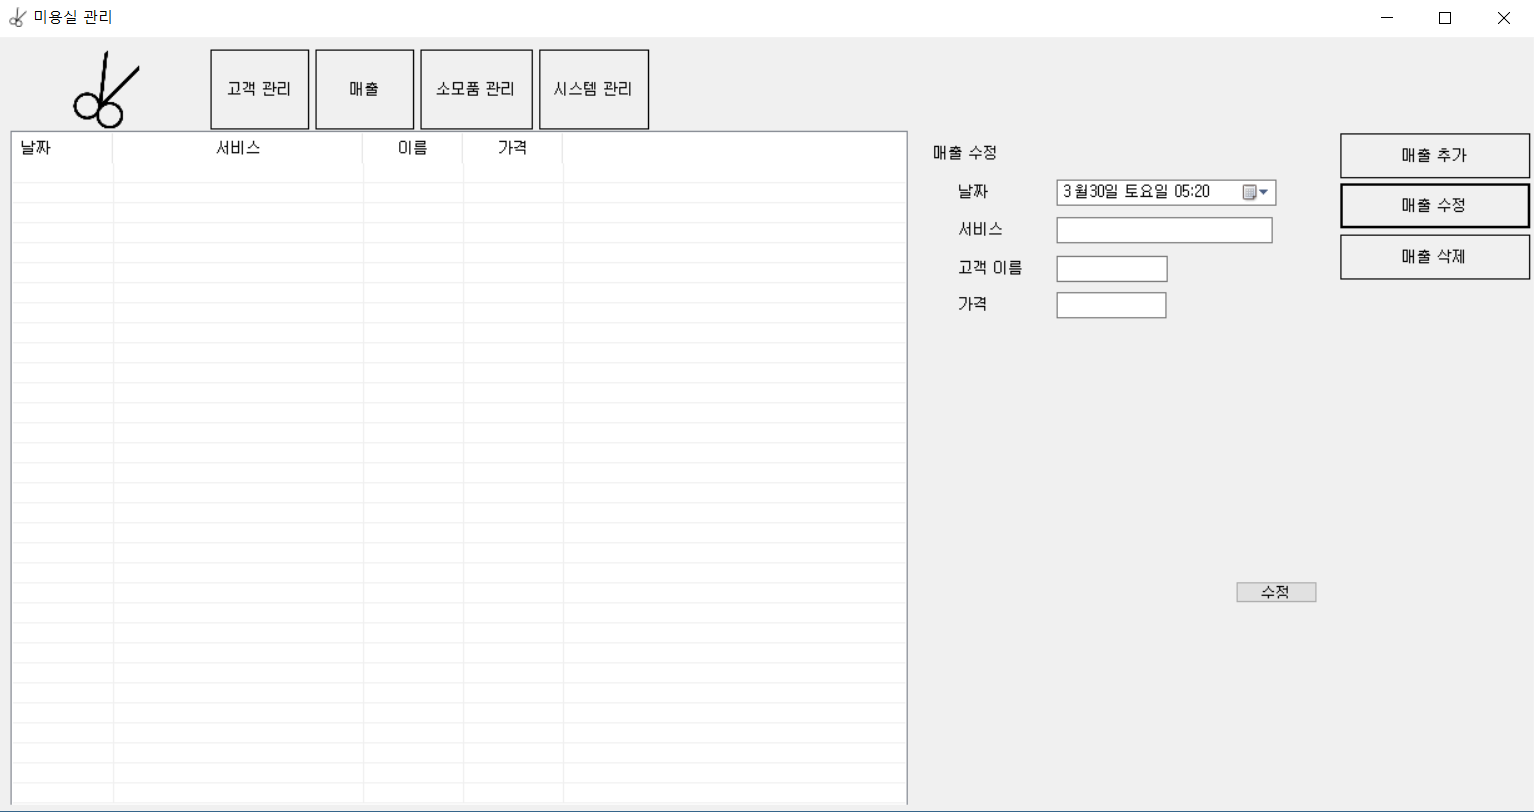 미용실 관리
고객 관리
매출
소모품 관리
시스템 관리
날짜
서비스
이름
가격
매출 수정
날짜
3월30일 토요일 05:20
서비스
고객 이름
가격
매출 추가
매출 수정
매출 삭제
수정